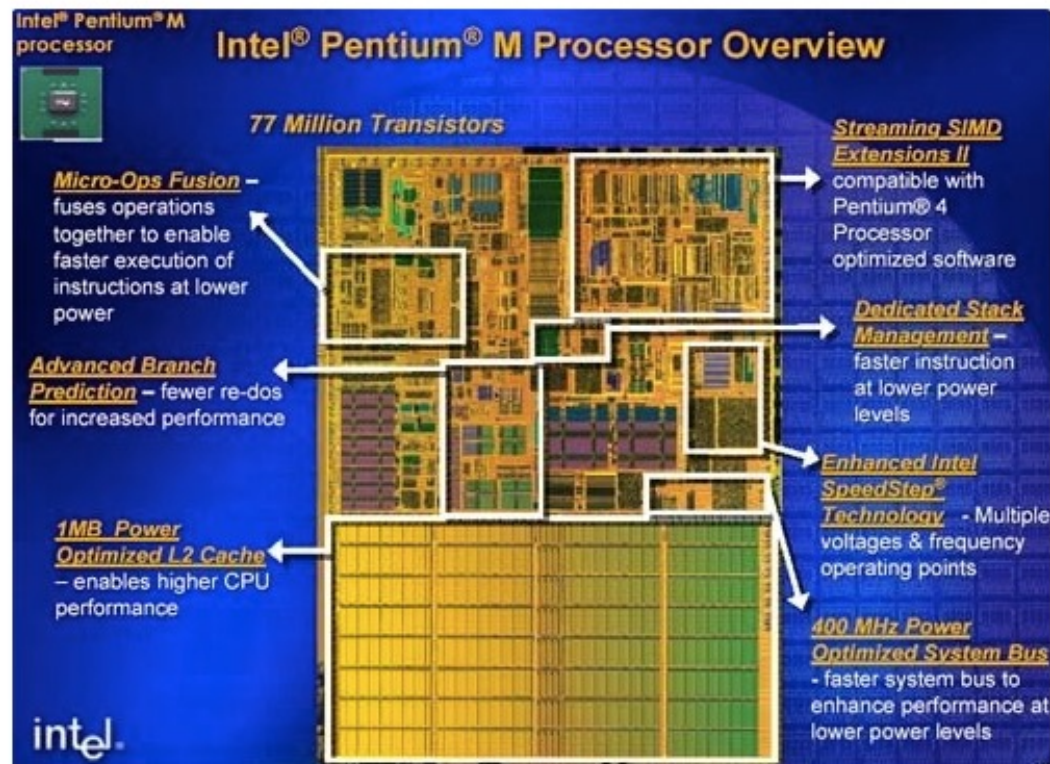 Intel® Pentium® M
processor
Intel® Pentium® M Processor Overview
77 Million Transistors
Micro-Ops Fusion –
fuses operations
together to enable
faster execution of
instructions at lower
power
Advanced Branch
Prediction – fewer re-dos
for increased performance
1MB Power
Optimized L2 Cache
– enables higher CPU
performance
Streaming SIMD
Extensions II
compatible with
Pentium® 4
Processor
optimized software
Dedicated Stack
Management –
faster instruction
at lower power
levels
Enhanced Intel
SpeedStep®
Technology - Multiple
voltages & frequency
operating points
400 MHz Power
Optimized System Bus
- faster system bus to
enhance performance at
lower power levels
intel.